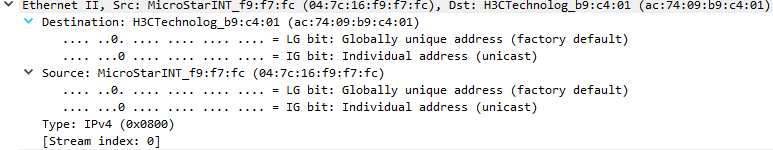 Ethernet II, Src: MicroStarINT_f9:f7:fc (04:7c:16:f9:f7:fc), Dst: H3CTechnolog_b9:c4:01 (ac:74:09:b9:c4:01)
Destination: H3CTechnolog_b9:c4:01 (ac:74:09:b9:c4:01)
.... ..0. .... .... .... .... = LG bit: Globally unique address (factory default)
.... ...0 .... .... .... .... = IG bit: Individual address (unicast)
Source: MicroStarINT_f9:f7:fc (04:7c:16:f9:f7:fc)
.... ..0. .... .... .... .... = LG bit: Globally unique address (factory default)
.... ...0 .... .... .... .... = IG bit: Individual address (unicast)
Type: IPv4 (0x0800)
[Stream index: 0]